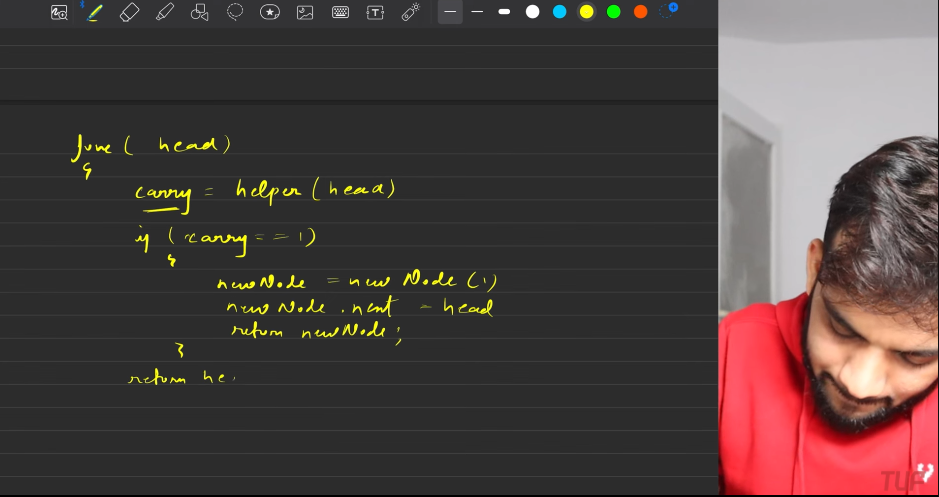 func( head)
{
carry = helper(head)
if (carry == 1)
{
newNode = new Node(1)
newNode.next = head
return newNode;
}
return he
TUF